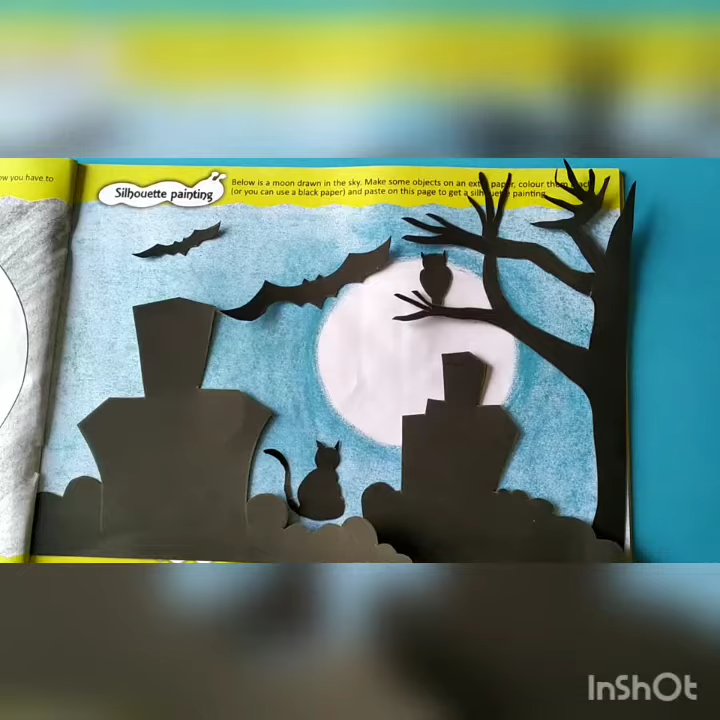 ow you have to
Silhouette painting
Below is a moon drawn in the sky. Make some objects on an extra paper, colour them black
(or you can use a black paper) and paste on this page to get a silhouette painting.
InShOt